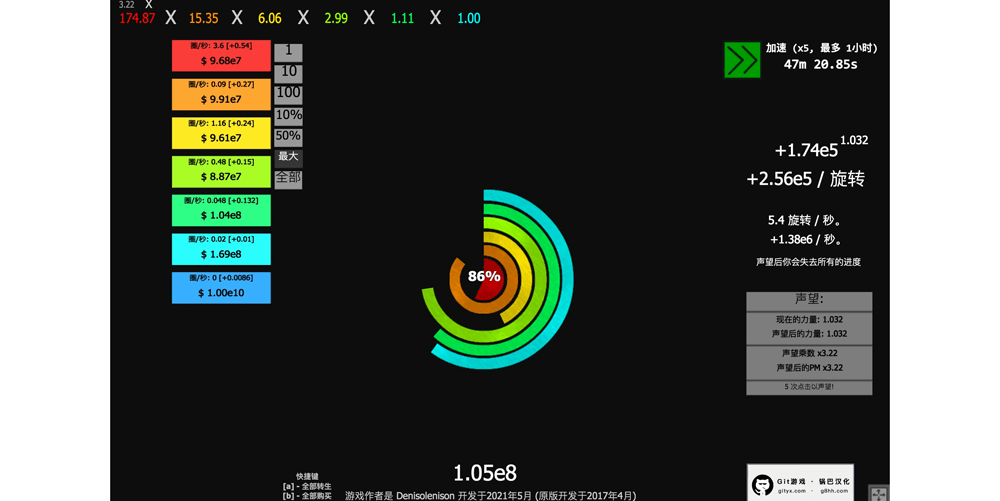 3.22 X
174.87 X 15.35 X 6.06 X 2.99 X 1.11 X 1.00
圈/秒: 3.6 [+0.54]
$ 9.68e7
圈/秒: 0.09 [+0.27]
$ 9.91e7
圈/秒: 1.16 [+0.24]
$ 9.61e7
圈/秒: 0.48 [+0.15]
$ 8.87e7
圈/秒: 0.048 [+0.132]
$ 1.04e8
圈/秒: 0.02 [+0.01]
$ 1.69e8
圈/秒: 0 [+0.0086]
$ 1.00e10
1
10
100
10%
50%
最大
全部
86%
加速 (x5, 最多 1小时)
47m 20.85s
+1.74e5 1.032
+2.56e5 / 旋转
5.4 旋转 / 秒。
+1.38e6 / 秒。
声望后你会失去所有的进度
声望:
现在的力量: 1.032
声望后的力量: 1.032
声望乘数 x3.22
声望后的PM x3.22
5 次点击以声望!
1.05e8
快捷键
[a] - 全部转生
[b] - 全部购买
游戏作者是 Denisolenison 开发于2021年5月 (原版开发于2017年4月)
Git游戏 · 锅巴汉化
gityx.com - g8hh.com